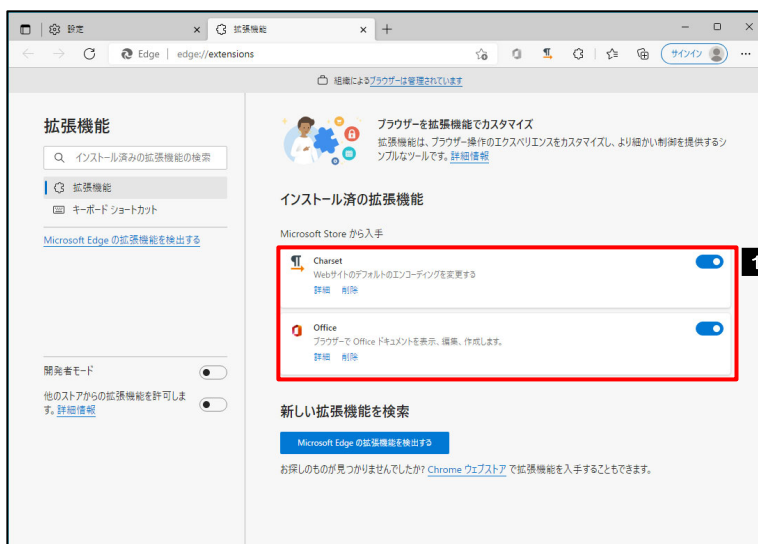 設定
拡張機能
Edge
edge://extensions
サインイン
組織によるブラウザーは管理されています
拡張機能
インストール済みの拡張機能の検索
拡張機能
キーボード ショートカット
Microsoft Edge の拡張機能を検出する
開発者モード
他のストアからの拡張機能を許可しま
す。詳細情報
ブラウザーを拡張機能でカスタマイズ
拡張機能は、ブラウザー操作のエクスペリエンスをカスタマイズし、より細かい制御を提供するシ
ンプルなツールです。詳細情報
インストール済の拡張機能
Microsoft Store から入手
Charset
Webサイトのデフォルトのエンコーディングを変更する
詳細 削除
1
Office
ブラウザーで Office ドキュメントを表示、編集、作成します。
詳細 削除
新しい拡張機能を検索
Microsoft Edge の拡張機能を検出する
お探しのものが見つかりませんでしたか? Chrome ウェブストア で拡張機能を入手することもできます。